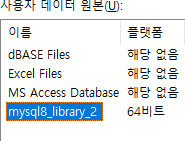 사용자 데이터 원본(U):
이름 플랫폼
dBASE Files 해당 없음
Excel Files 해당 없음
MS Access Database 해당 없음
mysql8_library_2 64비트